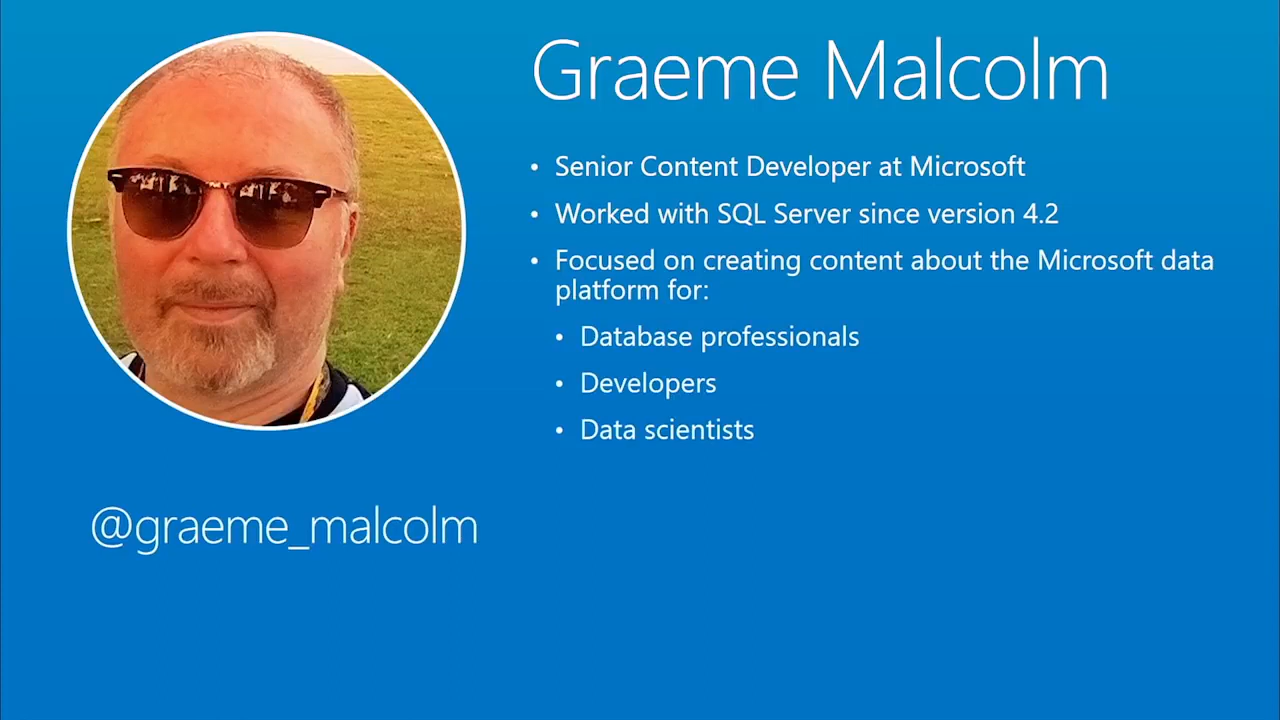 Graeme Malcolm
• Senior Content Developer at Microsoft
• Worked with SQL Server since version 4.2
• Focused on creating content about the Microsoft data
platform for:
• Database professionals
• Developers
• Data scientists
@graeme_malcolm